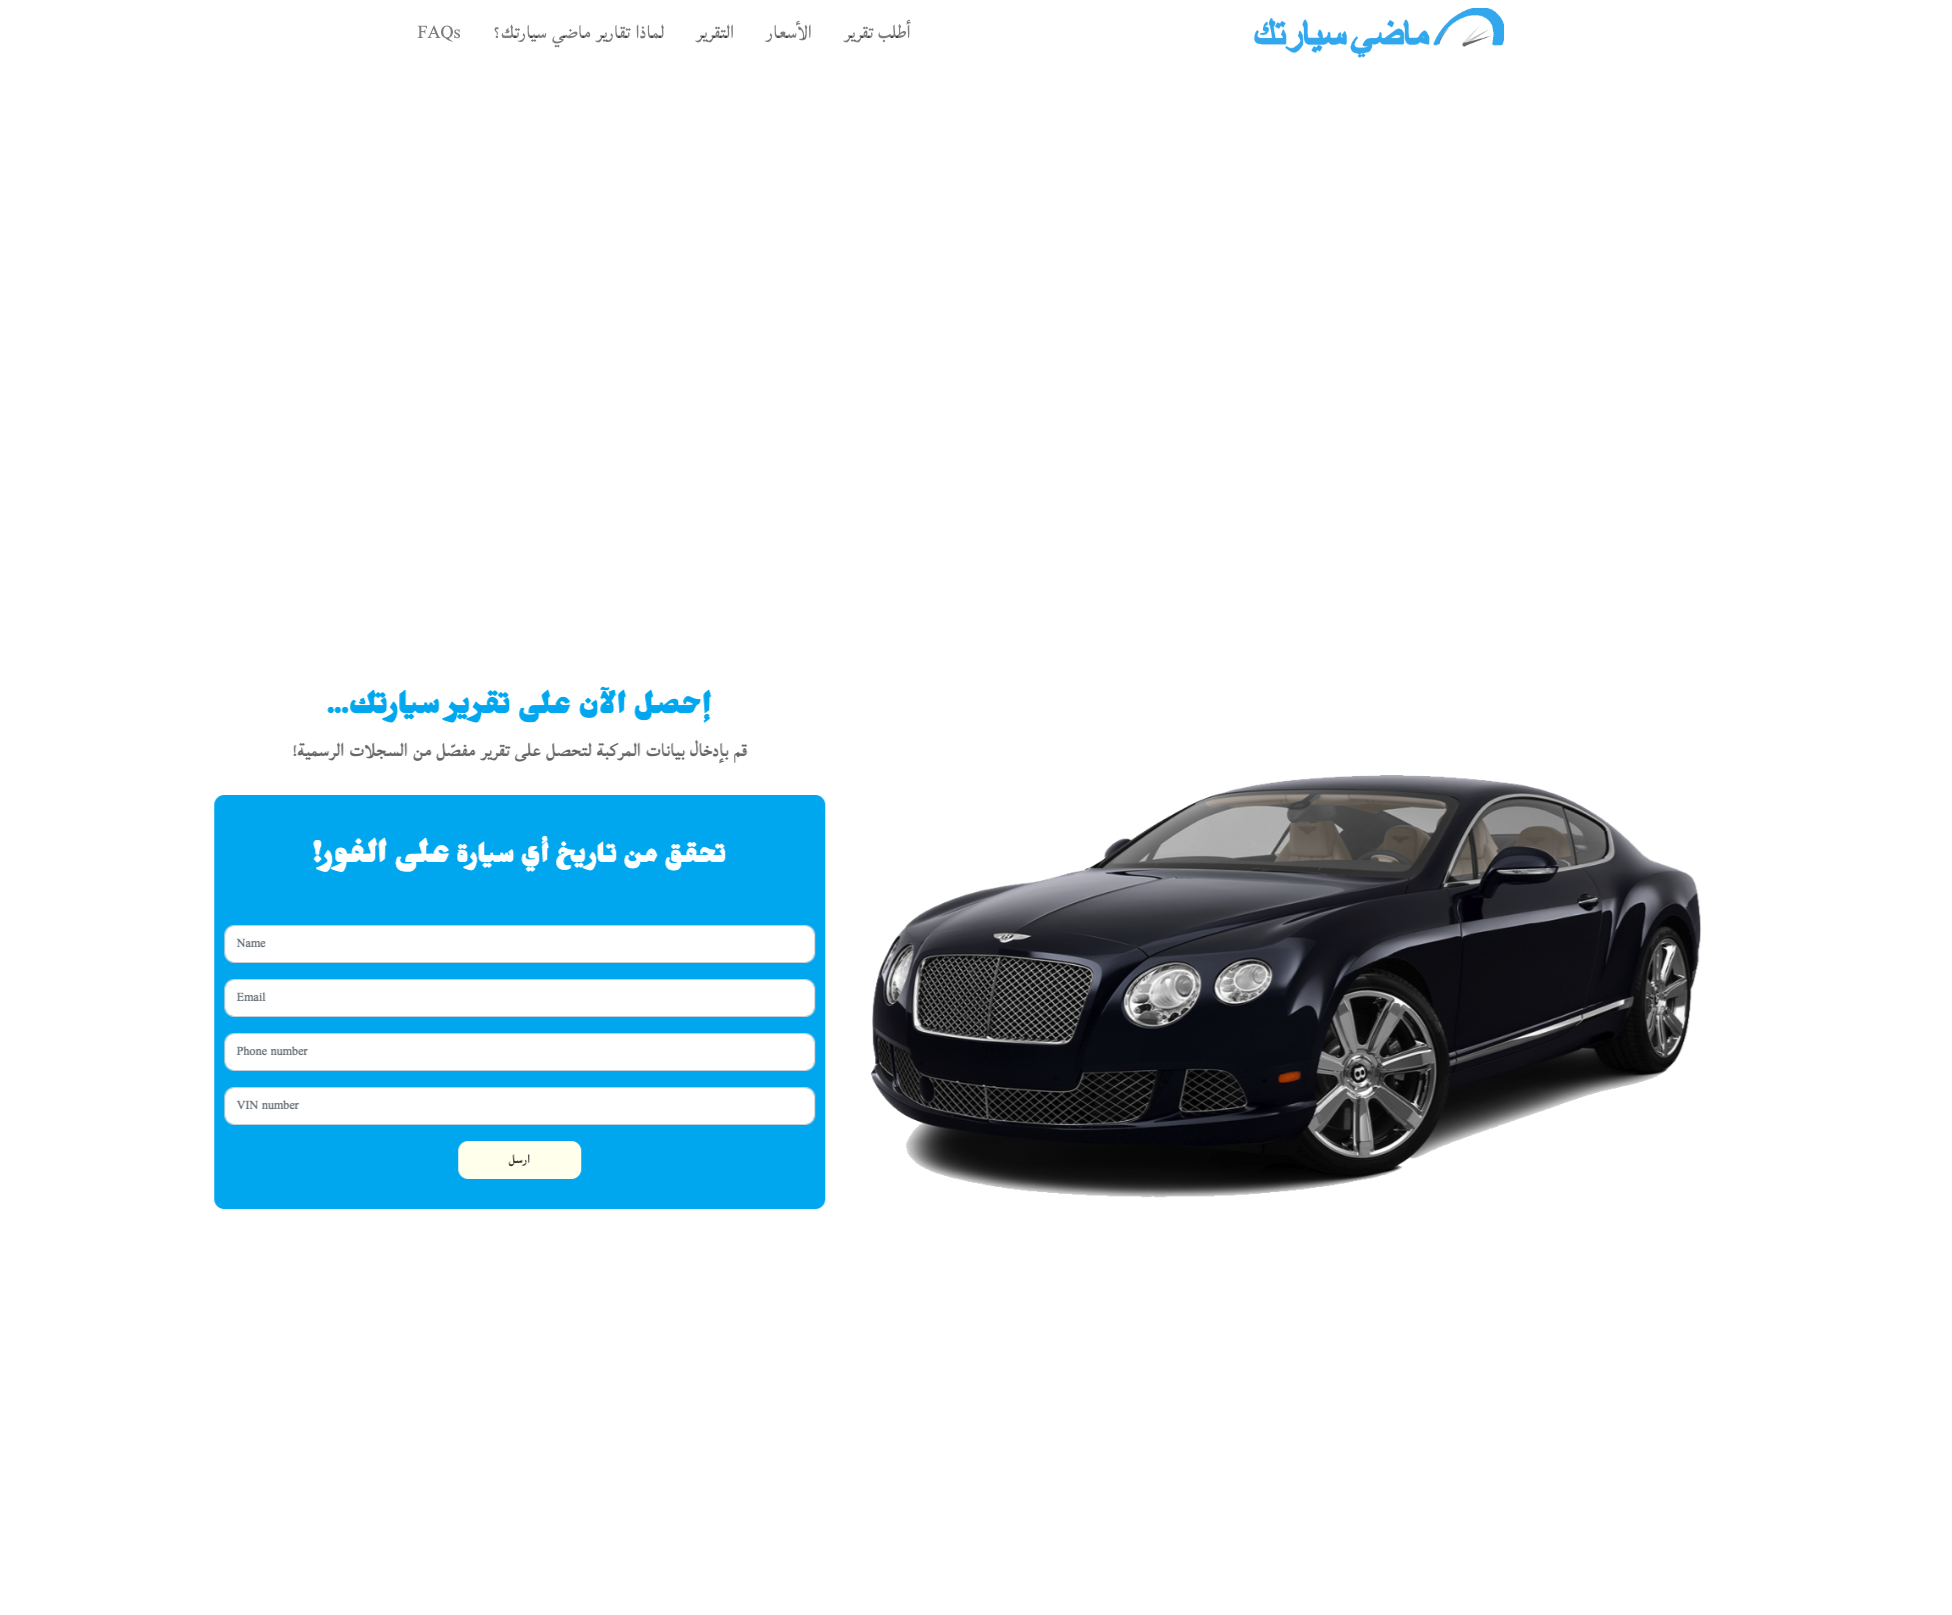 ماضي سيارتك
أطلب تقرير
الأسعار
التقرير
لماذا تقارير ماضي سيارتك؟
FAQs
إحصل الآن على تقرير سيارتك...
قم بإدخال بيانات المركبة لتحصل على تقرير مفصّل من السجلات الرسمية!
تحقق من تاريخ أي سيارة على الفور!
Name
Email
Phone number
VIN number
ارسل